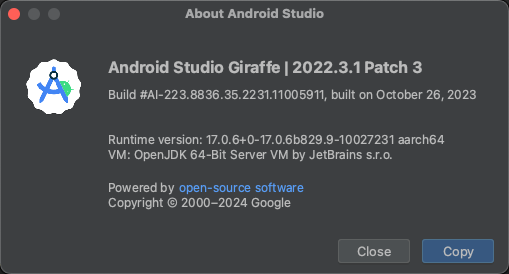 About Android Studio
Android Studio Giraffe | 2022.3.1 Patch 3
Build #AI-223.8836.35.2231.11005911, built on October 26, 2023
Runtime version: 17.0.6+0-17.0.6b829.9-10027231 aarch64
VM: OpenJDK 64-Bit Server VM by JetBrains s.r.o.
Powered by open-source software
Copyright © 2000–2024 Google
Close
Copy